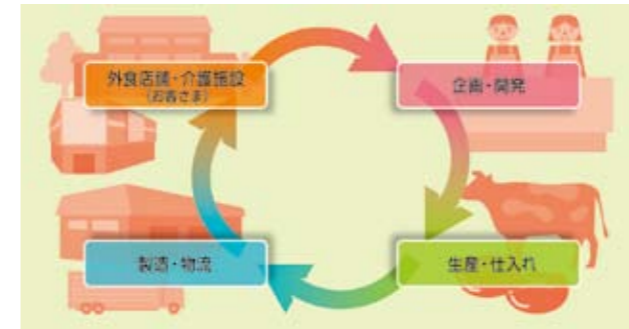 外食店舗・介護施設
(お客さま)
企画・開発
製造・物流
生産・仕入れ